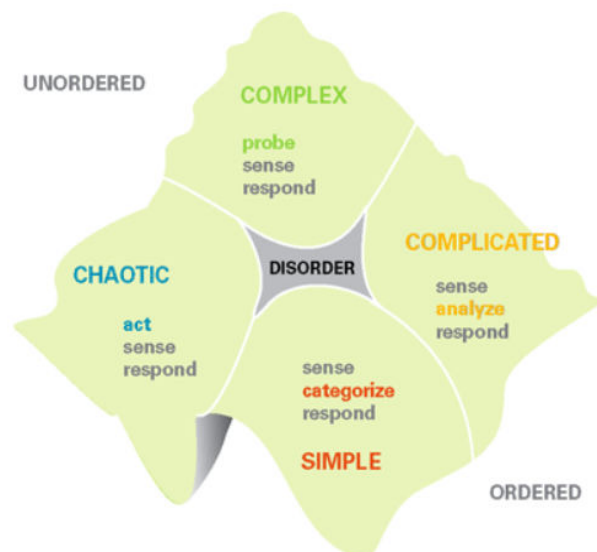 UNORDERED
COMPLEX
probe
sense
respond
COMPLICATED
sense
analyze
respond
DISORDER
CHAOTIC
act
sense
respond
sense
categorize
respond
SIMPLE
ORDERED